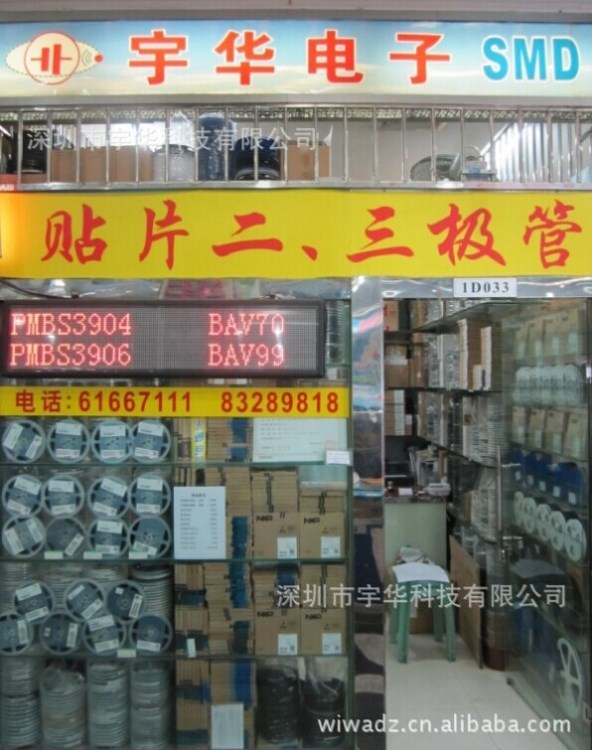 宇华电子 SMD
深圳市宇华科技有限公司
贴片二、三极管
1D033
PMBS3904 BAV70
PMBS3906 BAV99
电话:61667111 83289818
深圳市宇华科技有限公司
wiwadz.cn.alibaba.com